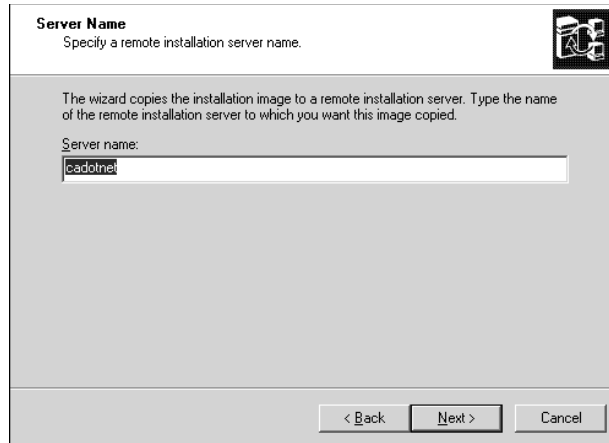 Server Name
Specify a remote installation server name.
The wizard copies the installation image to a remote installation server. Type the name
of the remote installation server to which you want this image copied.
Server name:
cadotnet
< Back
Next >
Cancel